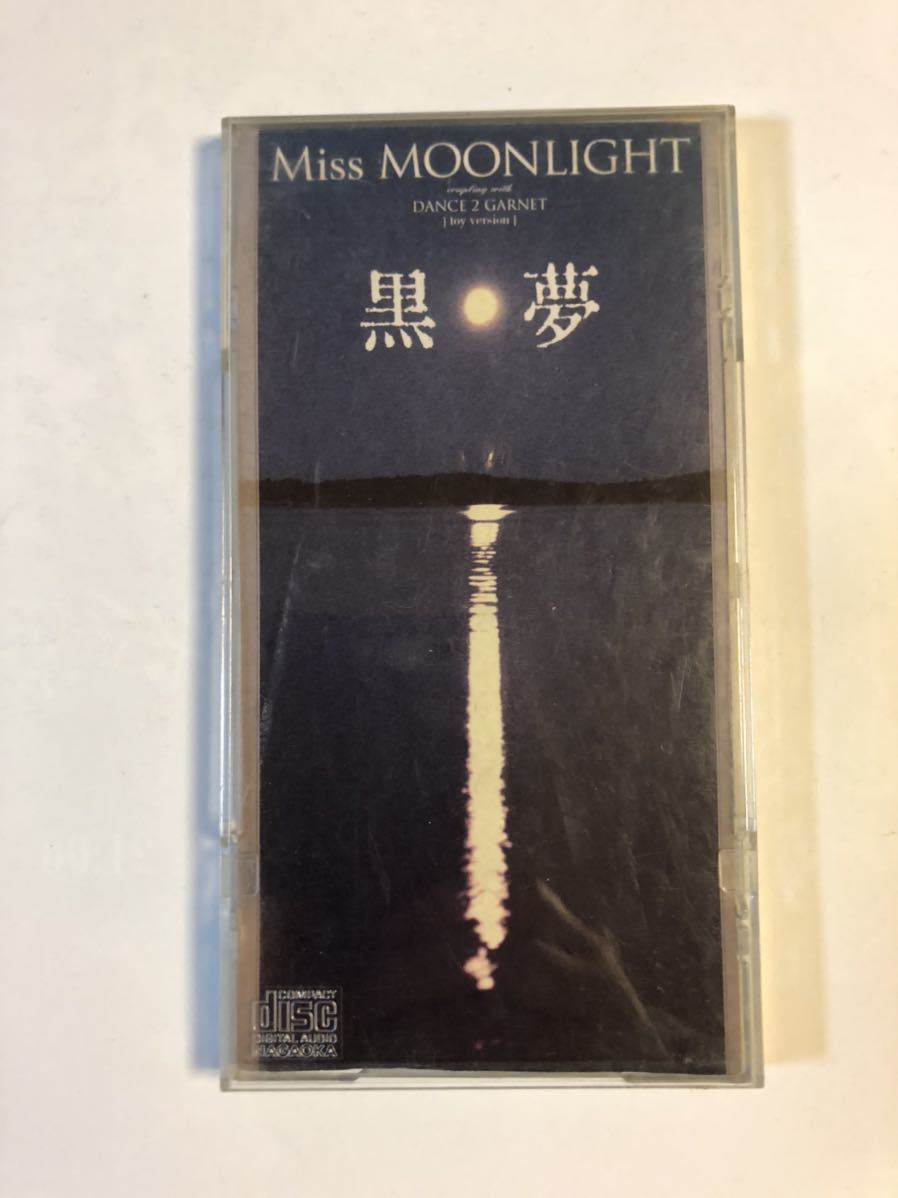 Miss MOONLIGHT
coupling with
DANCE 2 GARNET
[ toy version ]
黒 夢
COMPACT
disc
DIGITAL AUDIO
NAGAOKA